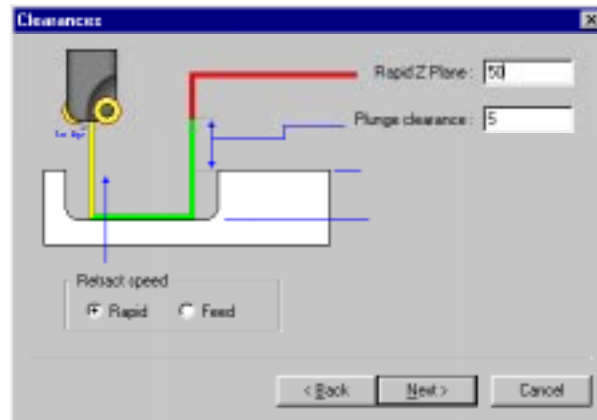 Clearances
Rapid Z Plane : 50
Plunge clearance : 5
Retract speed
Rapid
Feed
< Back
Next >
Cancel